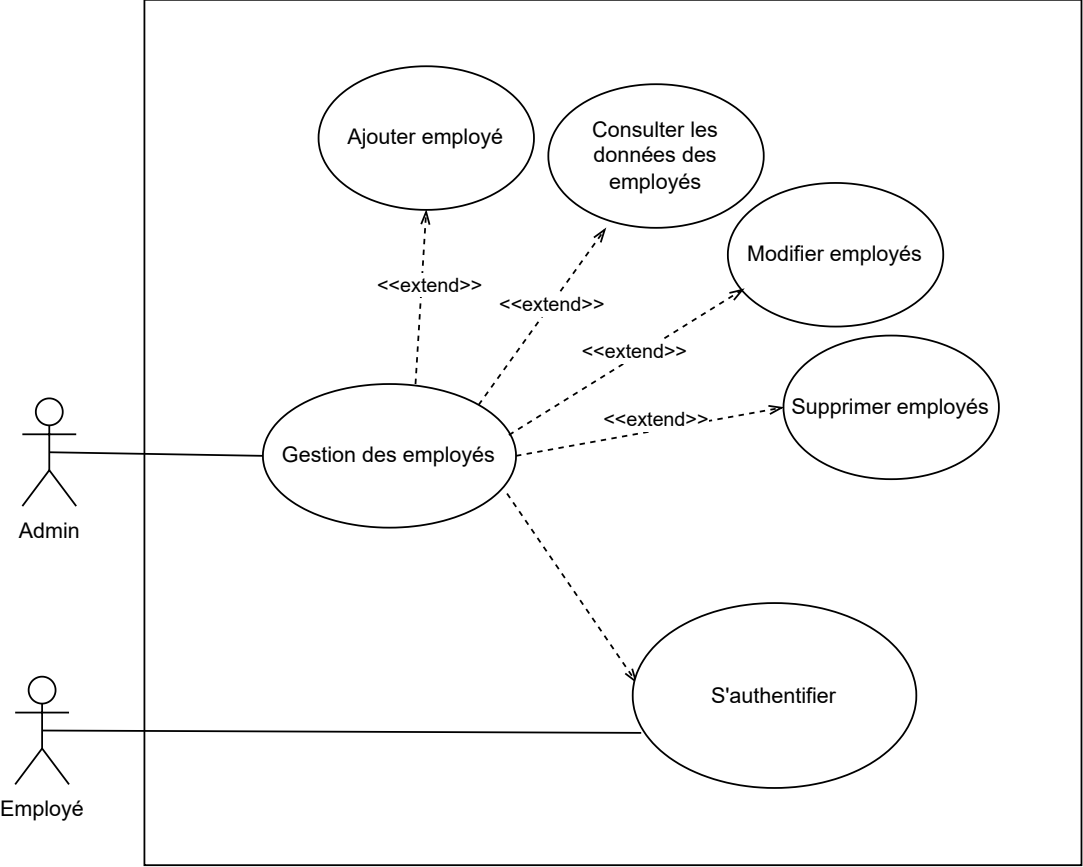 Ajouter employé
Consulter les
données des
employés
Modifier employés
<<extend>>
<<extend>>
<<extend>>
<<extend>>
Supprimer employés
Gestion des employés
Admin
S'authentifier
Employé